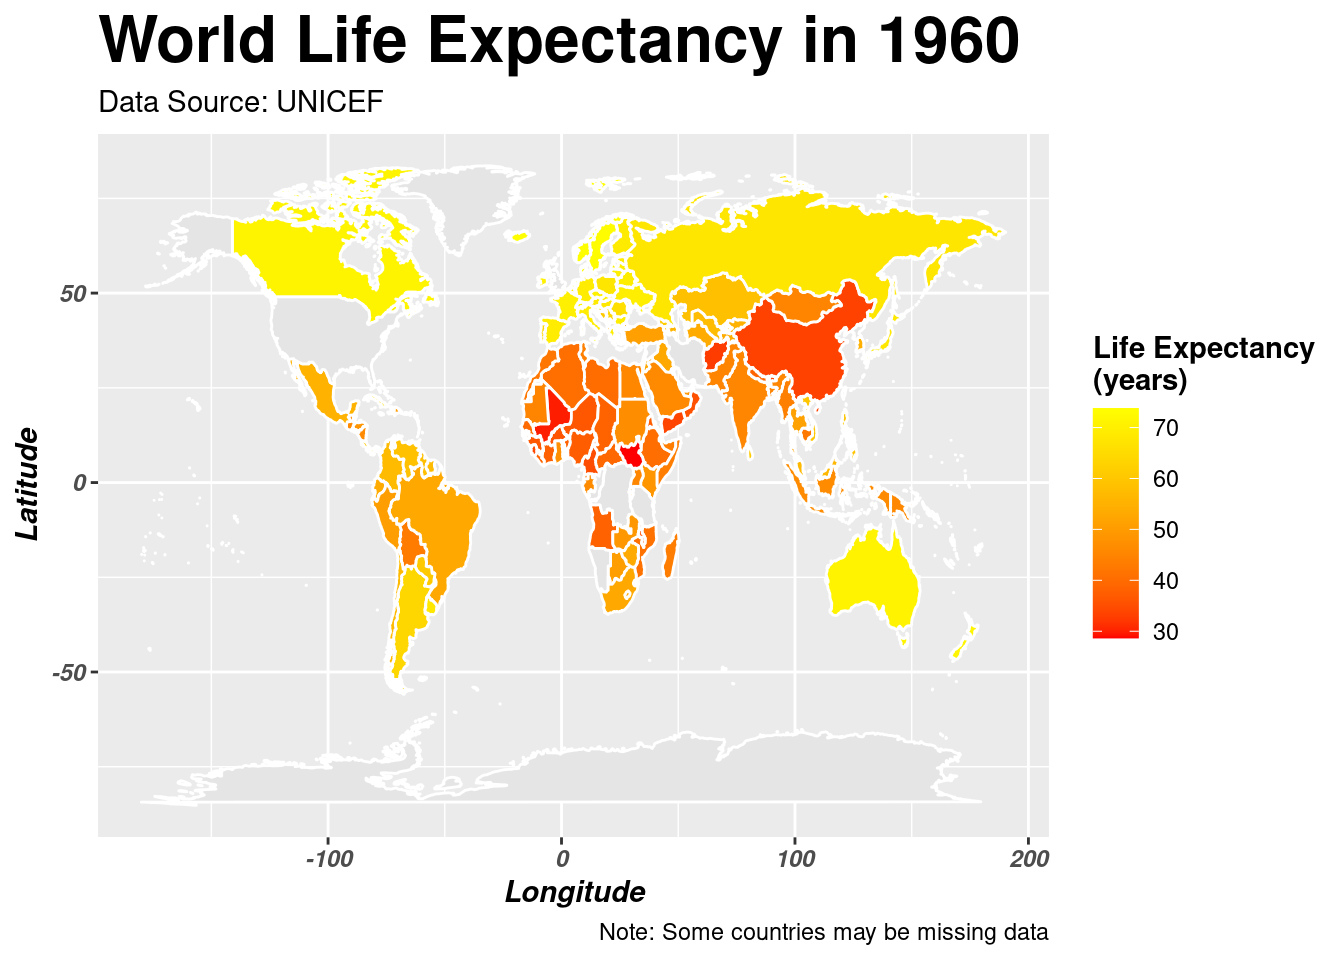 World Life Expectancy in 1960
Data Source: UNICEF
Latitude
50
0
-50
-100
0
100
200
Longitude
Life Expectancy
(years)
70
60
50
40
30
Note: Some countries may be missing data